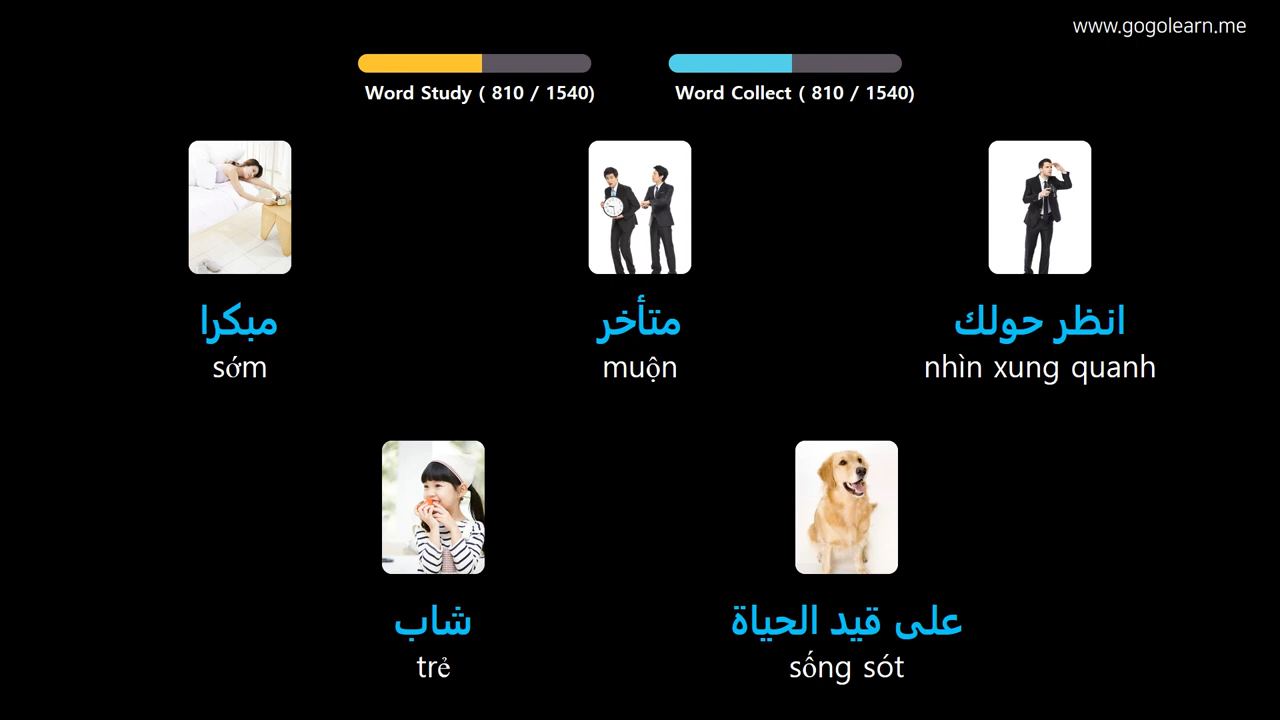 www.gogolearn.me
Word Study ( 810 / 1540)
Word Collect ( 810 / 1540)
مبكرا
sớm
متأخر
muộn
انظر حولك
nhìn xung quanh
شاب
trẻ
على قيد الحياة
sống sót